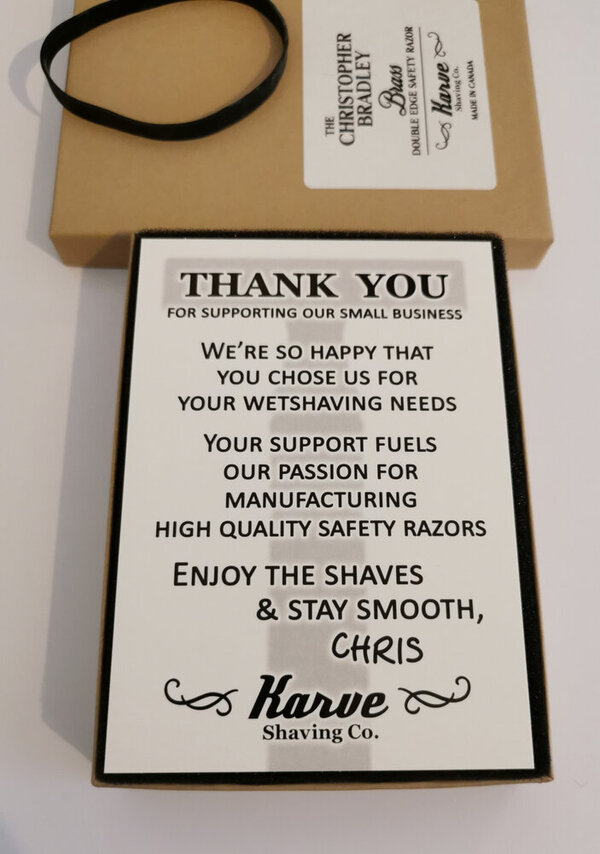 THE
CHRISTOPHER
BRADLEY
Brass
DOUBLE EDGE SAFETY RAZOR
Karve
Shaving Co.
MADE IN CANADA
THANK YOU
FOR SUPPORTING OUR SMALL BUSINESS
WE'RE SO HAPPY THAT
YOU CHOSE US FOR
YOUR WETSHAVING NEEDS
YOUR SUPPORT FUELS
OUR PASSION FOR
MANUFACTURING
HIGH QUALITY SAFETY RAZORS
ENJOY THE SHAVES
& STAY SMOOTH,
CHRIS
Karve
Shaving Co.